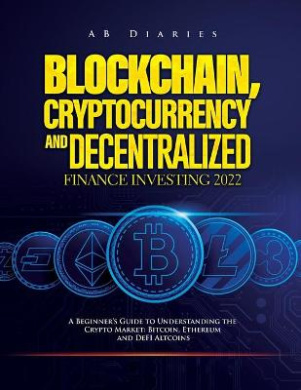 AB Diaries
BLOCKCHAIN,
CRYPTOCURRENCY
AND DECENTRALIZED
FINANCE INVESTING 2022
A Beginner's Guide to Understanding the
Crypto Market: Bitcoin, Ethereum
and DeFI Altcoins